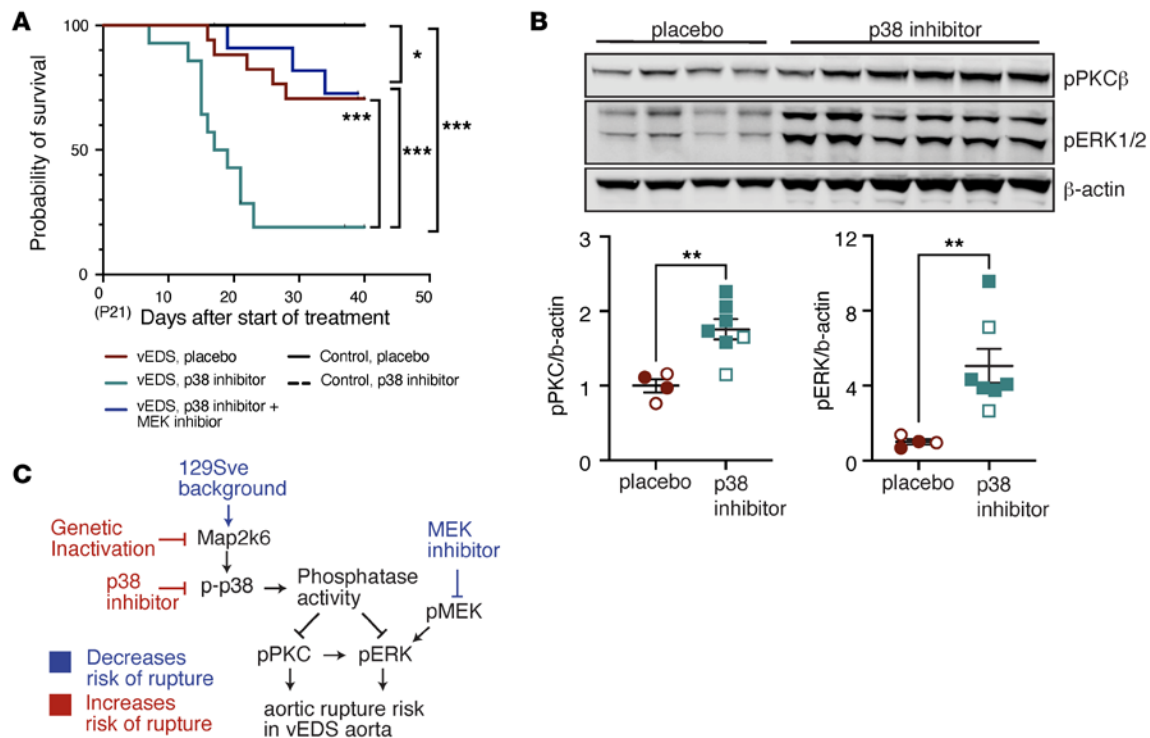 A
100
50
0
Probability of survival
0
10
20
30
40
50
(P21)
Days after start of treatment
*
***
***
***
vEDS, placebo
vEDS, p38 inhibitor
vEDS, p38 inhibitor +
MEK inhibior
Control, placebo
Control, p38 inhibitor
B
placebo
p38 inhibitor
pPKCβ
pERK1/2
β-actin
3
2
1
0
pPKC/b-actin
**
placebo
p38
inhibitor
12
8
4
0
pERK/b-actin
**
placebo
p38
inhibitor
C
129Sve
background
Genetic
Inactivation
Map2k6
p38
inhibitor
p-p38
Phosphatase
activity
MEK
inhibitor
pMEK
pPKC
pERK
aortic rupture risk
in vEDS aorta
Decreases
risk of rupture
Increases
risk of rupture